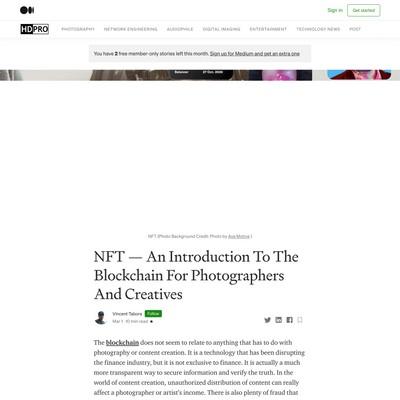 Sign in
Get started
HDPRO
PHOTOGRAPHY NETWORK ENGINEERING AUDIOPHILE DIGITAL IMAGING ENTERTAINMENT TECHNOLOGY NEWS POST
You have 2 free member-only stories left this month. Sign up for Medium and get an extra one
Balancer 27 Oct, 2020
NFT (Photo Background Credit: Photo by Ava Motive )
NFT — An Introduction To The
Blockchain For Photographers
And Creatives
Vincent Tabora Follow
Mar 1 · 10 min read
The blockchain does not seem to relate to anything that has to do with
photography or content creation. It is a technology that has been disrupting
the finance industry, but it is not exclusive to finance. It is actually a much
more transparent way to secure information and verify the truth. In the
world of content creation, unauthorized distribution of content can really
affect a photographer or artist's income. There is also plenty of fraud that